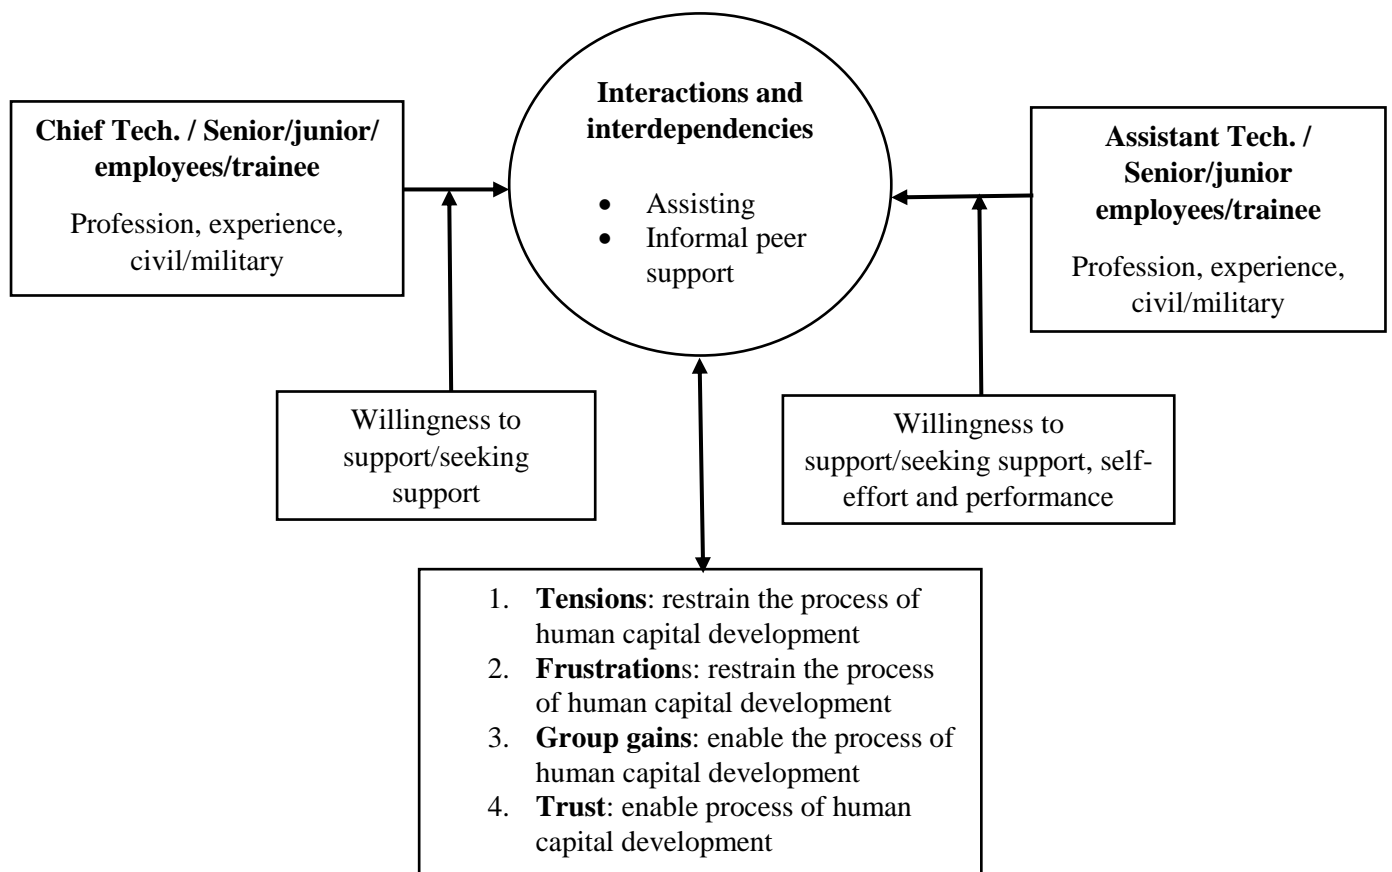 Interactions and
interdependencies
• Assisting
• Informal peer
support
Chief Tech. / Senior/junior/
employees/trainee
Profession, experience,
civil/military
Assistant Tech. /
Senior/junior
employees/trainee
Profession, experience,
civil/military
Willingness to
support/seeking
support
Willingness to
support/seeking support, self-
effort and performance
1. Tensions: restrain the process of
human capital development
2. Frustrations: restrain the process
of human capital development
3. Group gains: enable the process of
human capital development
4. Trust: enable process of human
capital development